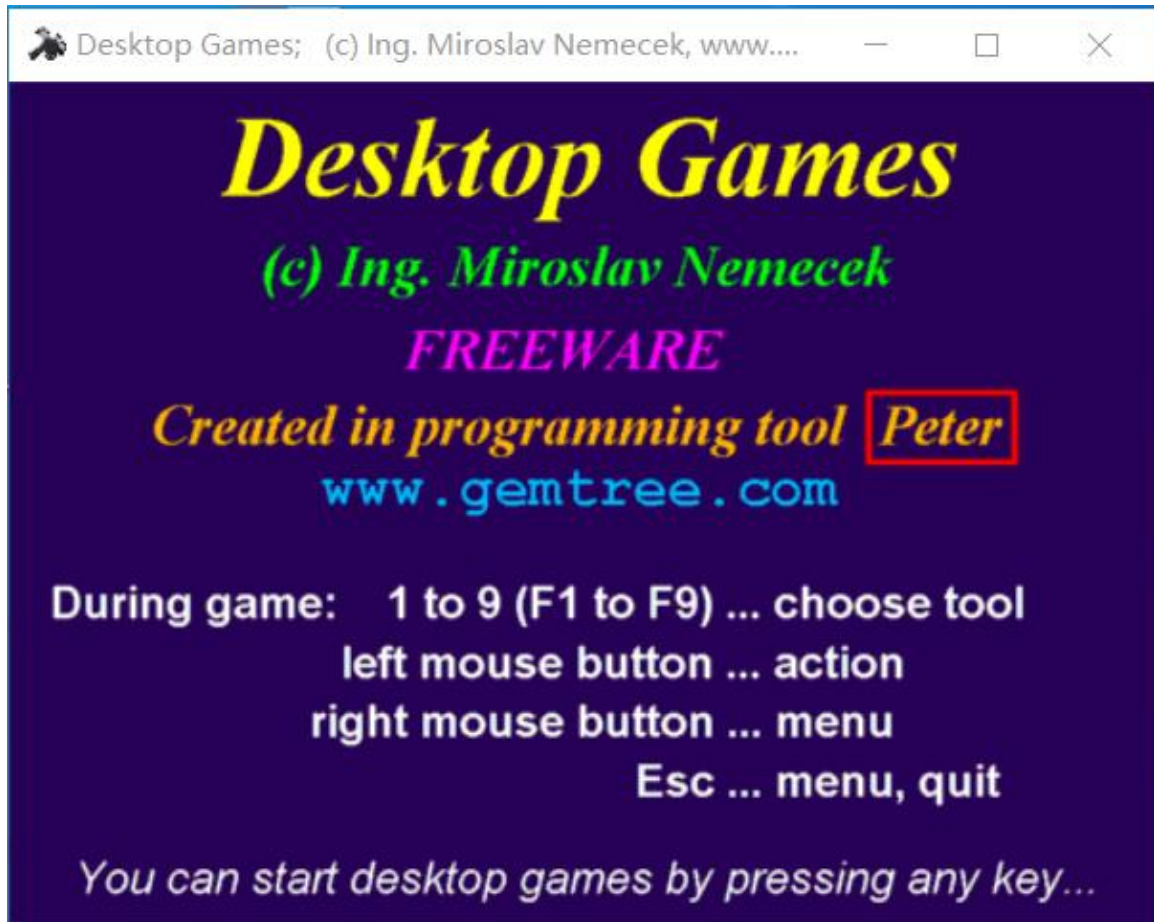 Desktop Games;   (c) Ing. Miroslav Nemecek, www....
Desktop Games
(c) Ing. Miroslav Nemecek
FREEWARE
Created in programming tool Peter
www.gemtree.com
During game:   1 to 9 (F1 to F9) ... choose tool
left mouse button ... action
right mouse button ... menu
Esc ... menu, quit
You can start desktop games by pressing any key...